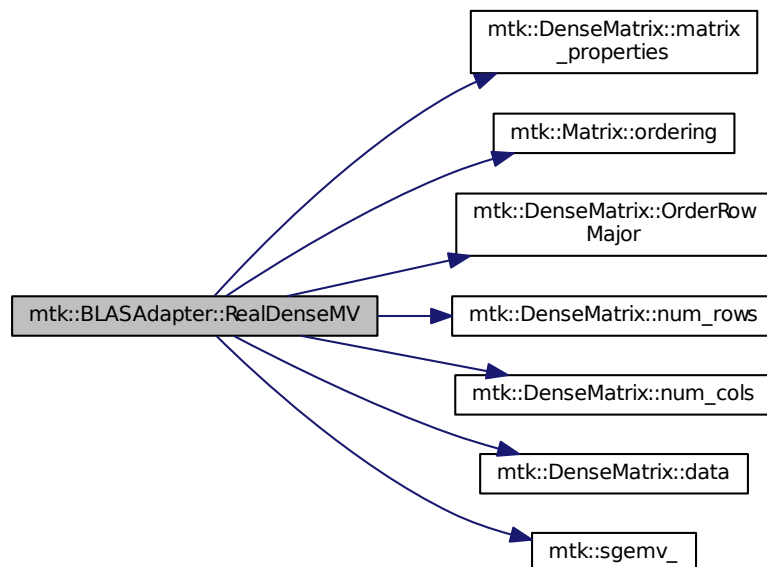 mtk::DenseMatrix::matrix
_properties
mtk::Matrix::ordering
mtk::DenseMatrix::OrderRow
Major
mtk::BLASAdapter::RealDenseMV
mtk::DenseMatrix::num_rows
mtk::DenseMatrix::num_cols
mtk::DenseMatrix::data
mtk::sgemv_